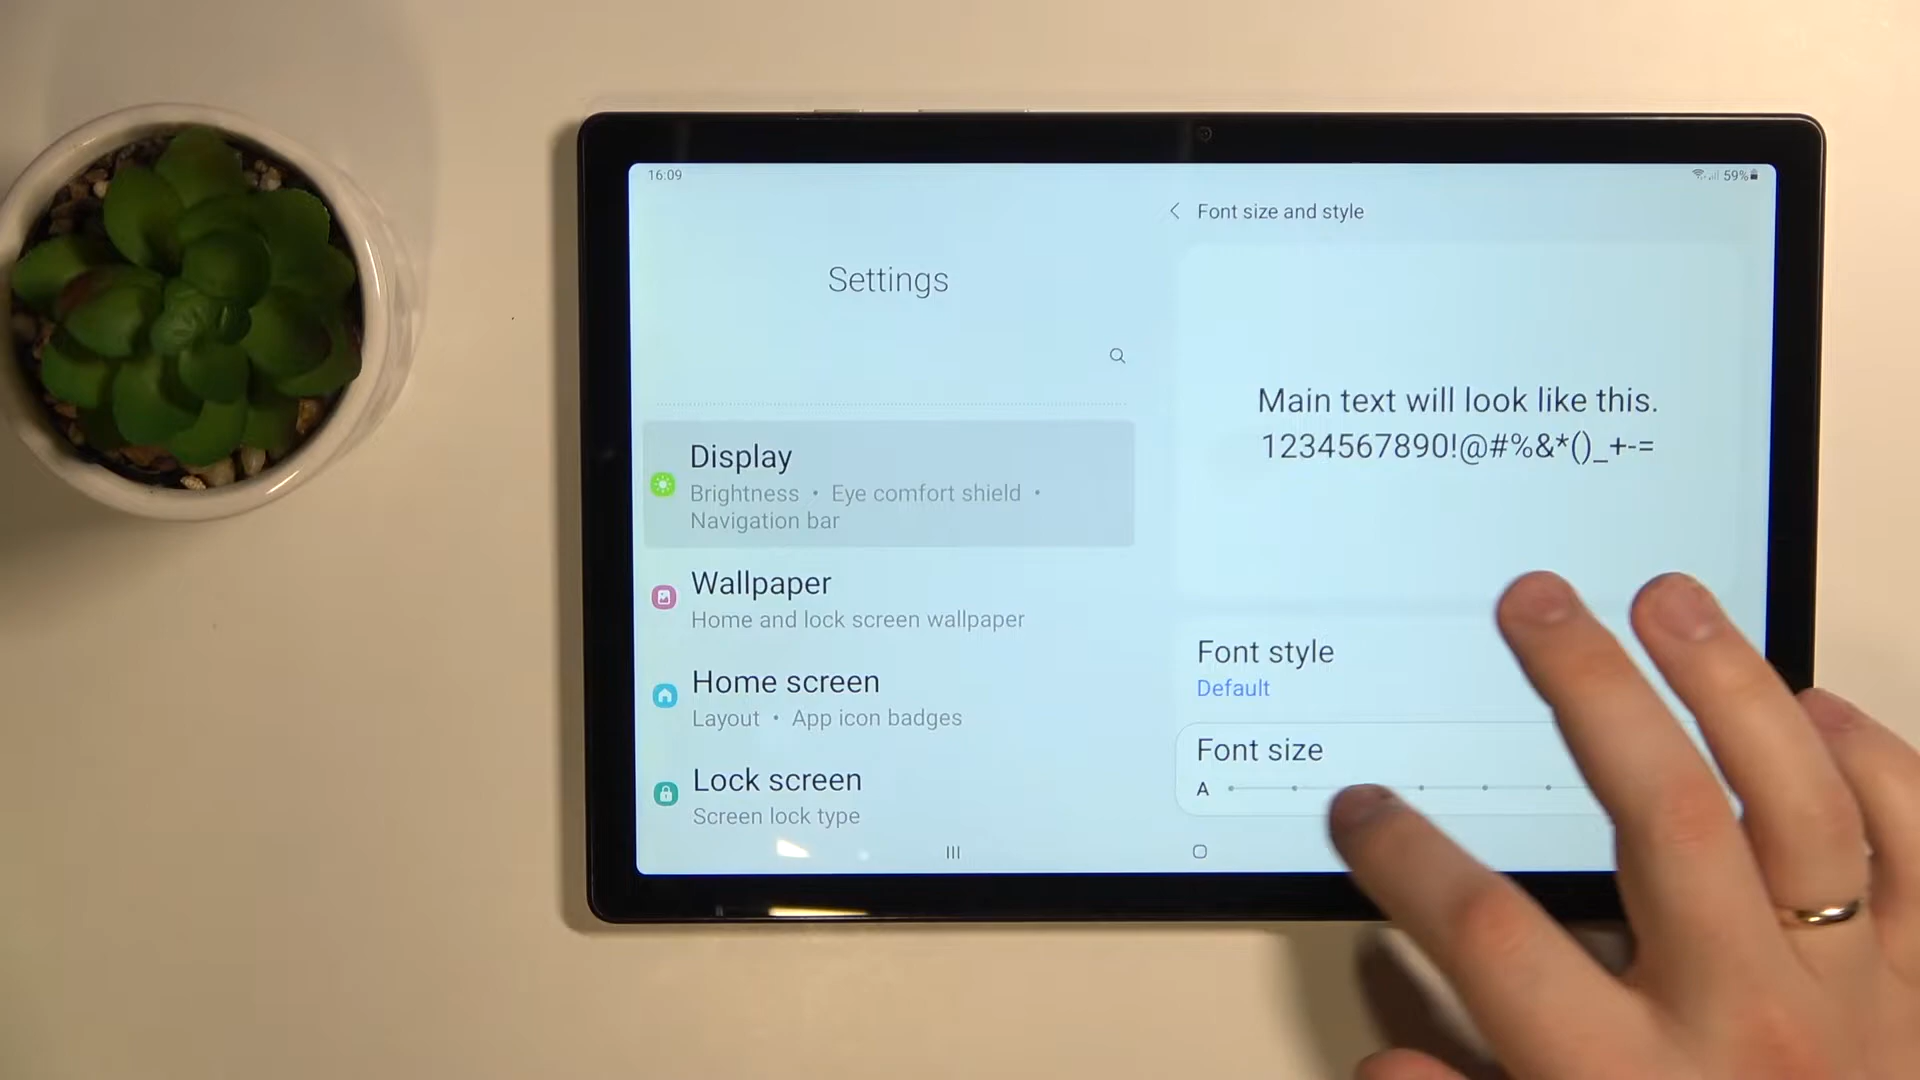 16:09
59%
Settings
Display
Brightness • Eye comfort shield •
Navigation bar
Wallpaper
Home and lock screen wallpaper
Home screen
Layout • App icon badges
Lock screen
Screen lock type
Font size and style
Main text will look like this.
1234567890!@#%&*()_+-=
Font style
Default
Font size
A